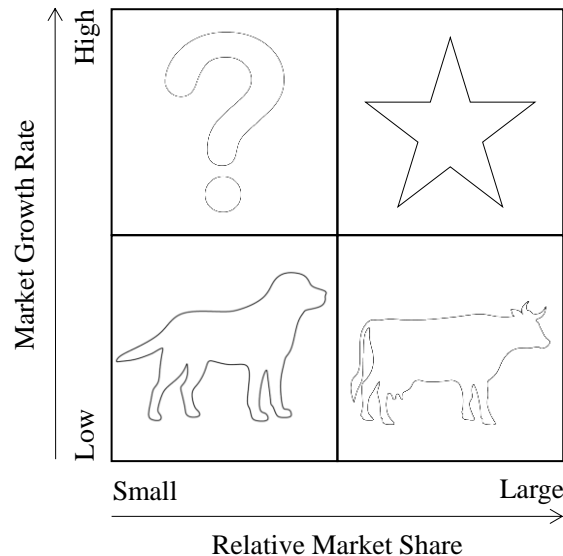 High
Market Growth Rate
Low
?
Small
Large
Relative Market Share